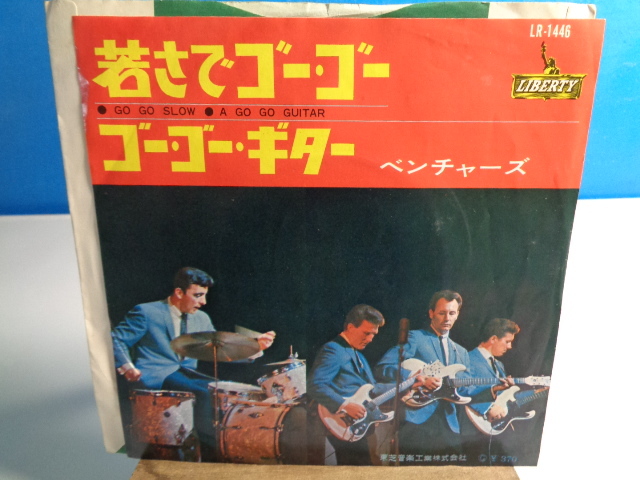 LR-1446
若さでゴー・ゴー
LIBERTY
● GO GO SLOW ● A GO GO GUITAR
ゴー・ゴー・ギター
ベンチャーズ
東芝音楽工業株式会社 Ⓒ ¥ 370